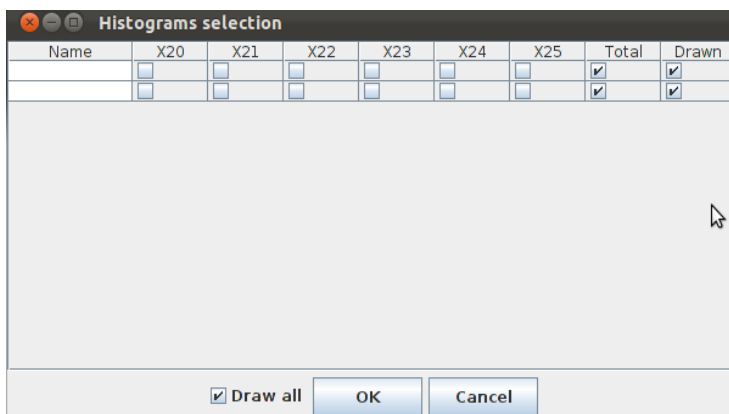 Histograms selection
Name X20 X21 X22 X23 X24 X25 Total Drawn
Draw all OK Cancel